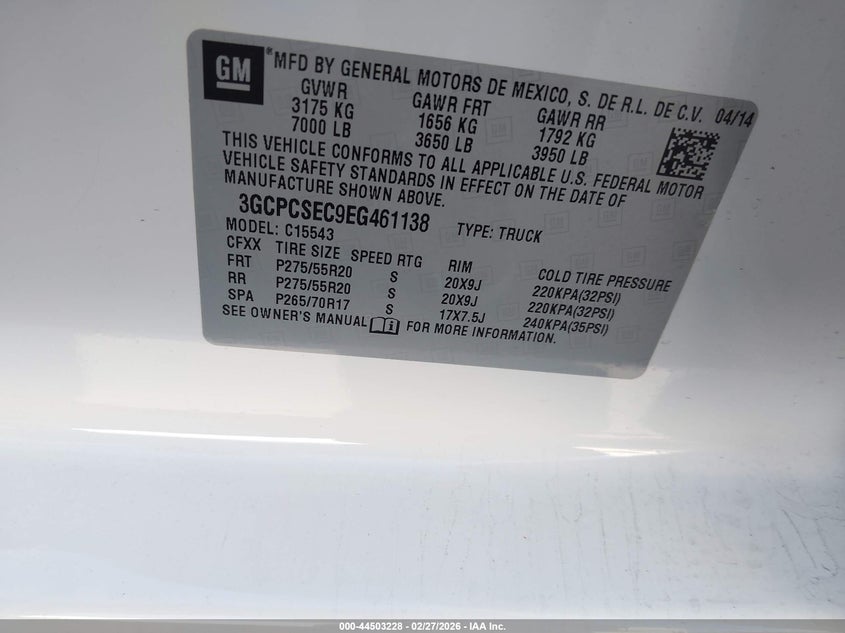 GM
®MFD BY GENERAL MOTORS DE MEXICO, S. DE R.L. DE C.V. 04/14
GVWR GAWR FRT GAWR RR
3175 KG 1656 KG 1792 KG
7000 LB 3650 LB 3950 LB
THIS VEHICLE CONFORMS TO ALL APPLICABLE U.S. FEDERAL MOTOR
VEHICLE SAFETY STANDARDS IN EFFECT ON THE DATE OF
MANUFACTURE SHOWN ABOVE.
3GCPCSEC9EG461138 TYPE: TRUCK
MODEL: C15543
CFXX TIRE SIZE SPEED RTG RIM COLD TIRE PRESSURE
FRT P275/55R20 S 20X9J 220KPA(32PSI)
RR P275/55R20 S 20X9J 220KPA(32PSI)
SPA P265/70R17 S 17X7.5J 240KPA(35PSI)
SEE OWNER'S MANUAL i FOR MORE INFORMATION.
000-44503228 - 02/27/2026 - IAA Inc.